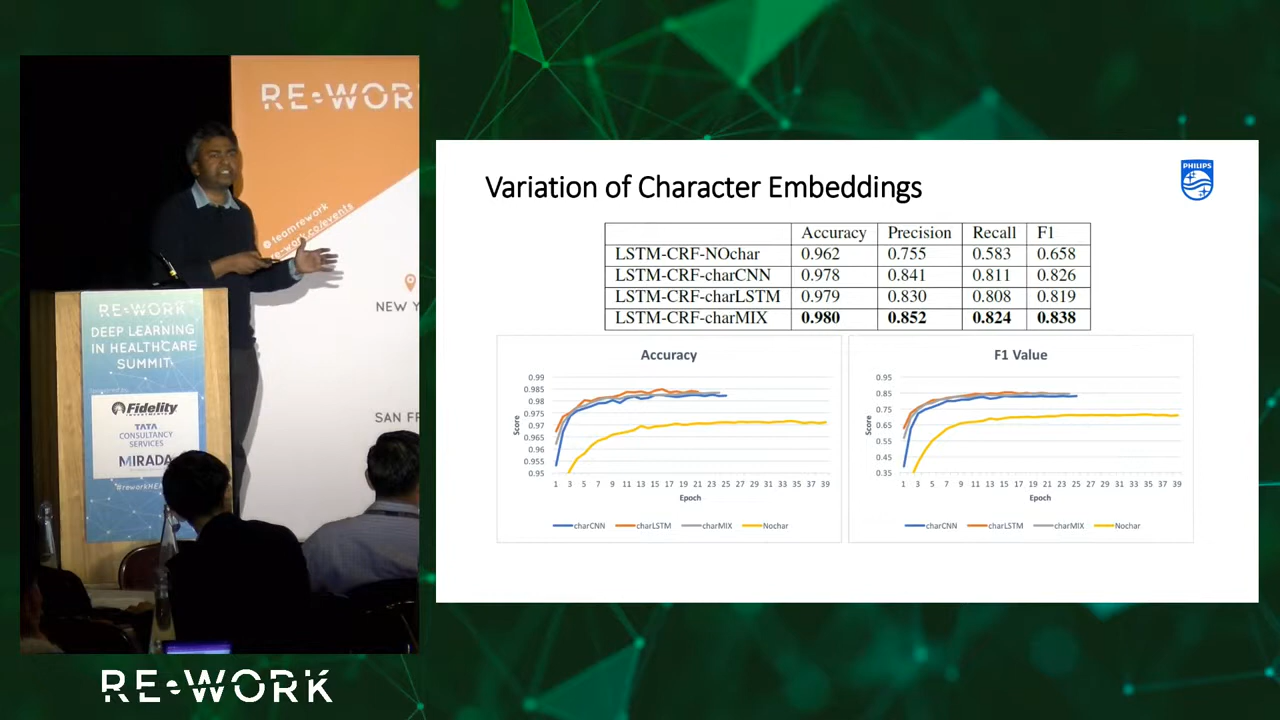 RE•WOR
@teamrework
re-work.co/events
NEW Y
SAN FR
RE•WORK
DEEP LEARNING
IN HEALTHCARE
SUMMIT
Fidelity
INVESTMENTS
TATA
CONSULTANCY
SERVICES
MIRADA
#reworkHEA
RE•WORK
Variation of Character Embeddings
PHILIPS
Accuracy Precision Recall F1
LSTM-CRF-NOchar 0.962 0.755 0.583 0.658
LSTM-CRF-charCNN 0.978 0.841 0.811 0.826
LSTM-CRF-charLSTM 0.979 0.830 0.808 0.819
LSTM-CRF-charMIX 0.980 0.852 0.824 0.838
Accuracy
0.99
0.985
0.98
0.975
0.97
0.965
0.96
0.955
0.95
Score
1 3 5 7 9 11 13 15 17 19 21 23 25 27 29 31 33 35 37 39
Epoch
charCNN charLSTM charMIX Nochar
F1 Value
0.95
0.85
0.75
0.65
0.55
0.45
0.35
Score
1 3 5 7 9 11 13 15 17 19 21 23 25 27 29 31 33 35 37 39
Epoch
charCNN charLSTM charMIX Nochar